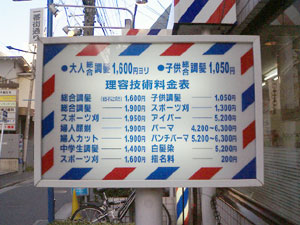 一番街通り
●大人総合調髪1,600円ヨリ ●子供総合調髪1,050円
理容技術料金表
総合調髪 1,600円
総合調髪 1,900円
スポーツ刈 1,950円
婦人顔剃 1,900円
婦人カット 1,900円
中学生調髪 1,400円
スポーツ刈 1,600円
子供調髪 1,050円
スポーツ刈 1,300円
アイパー 5,200円
パーマ 4,200~6,300円
パンチパーマ 5,200~6,300円
白髪染 5,200円
指名料 200円